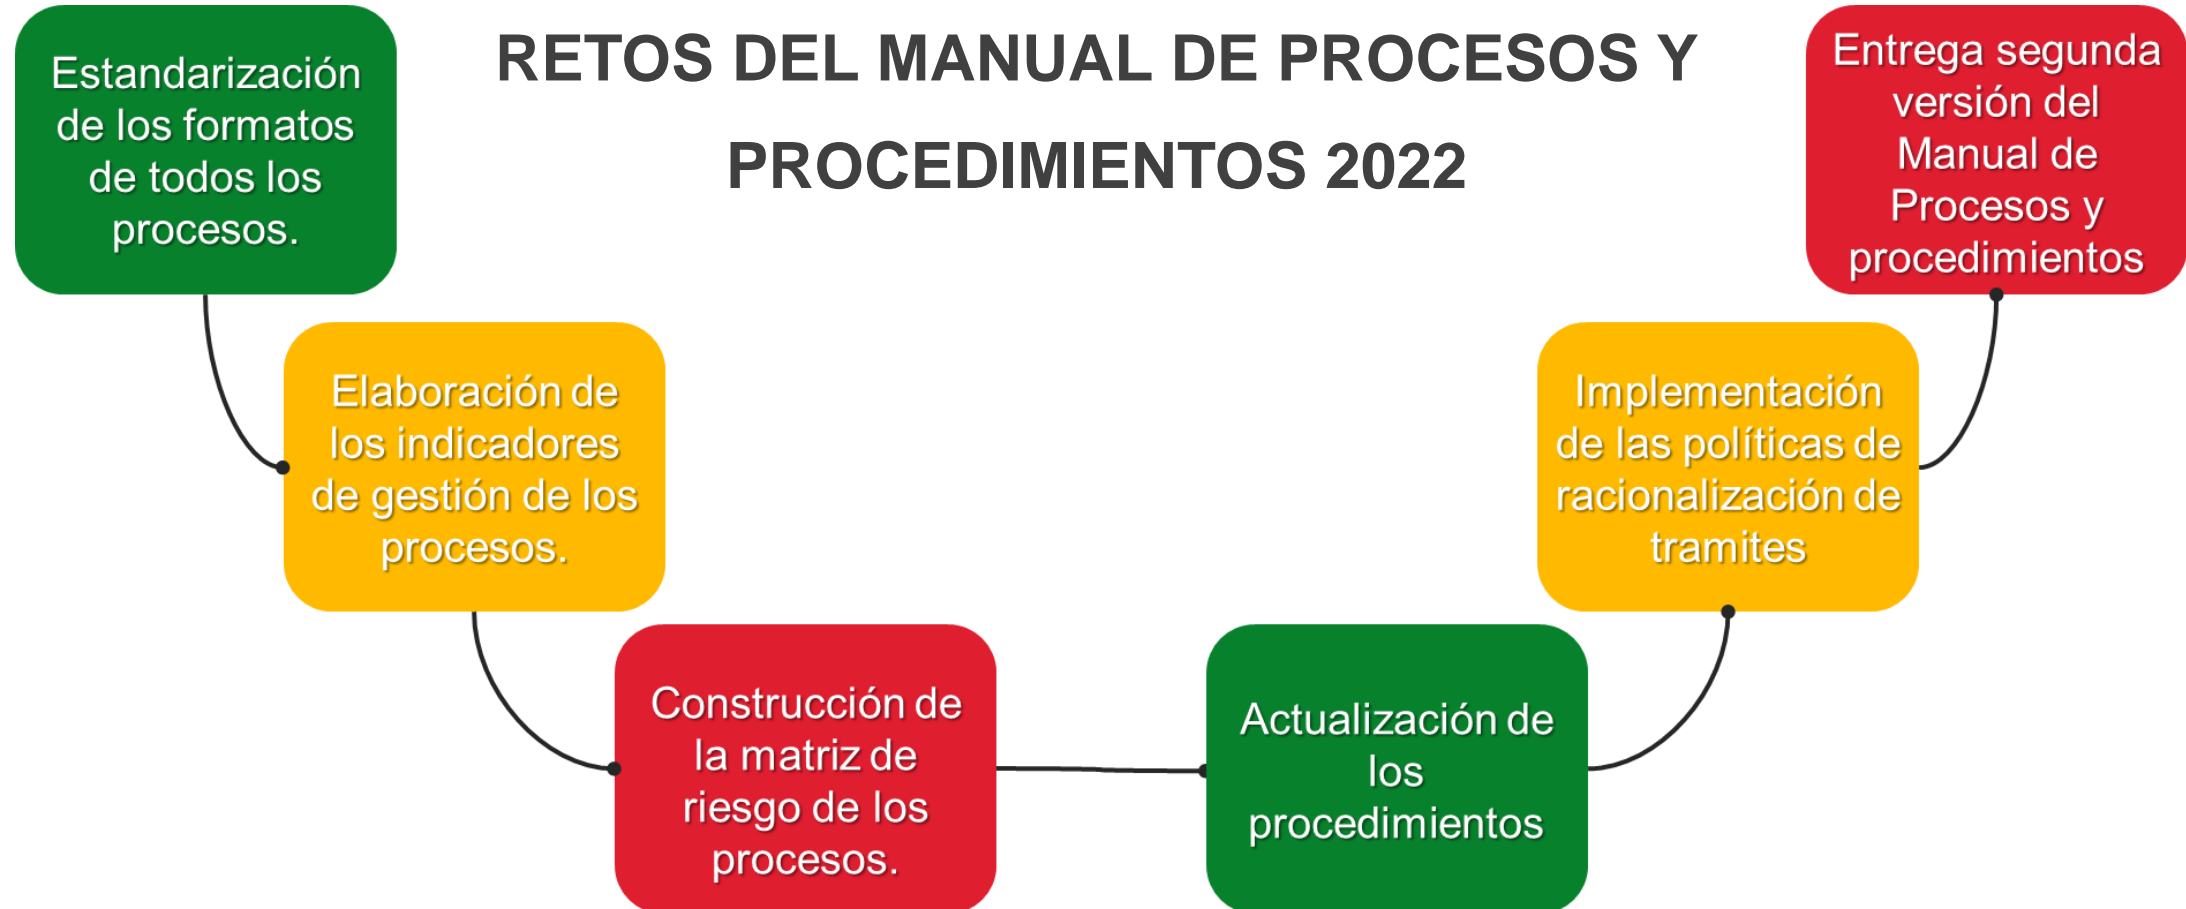 RETOS DEL MANUAL DE PROCESOS Y
PROCEDIMIENTOS 2022
Estandarización
de los formatos
de todos los
procesos.
Elaboración de
los indicadores
de gestión de los
procesos.
Construcción de
la matriz de
riesgo de los
procesos.
Actualización de
los
procedimientos
Implementación
de las políticas de
racionalización de
tramites
Entrega segunda
versión del
Manual de
Procesos y
procedimientos